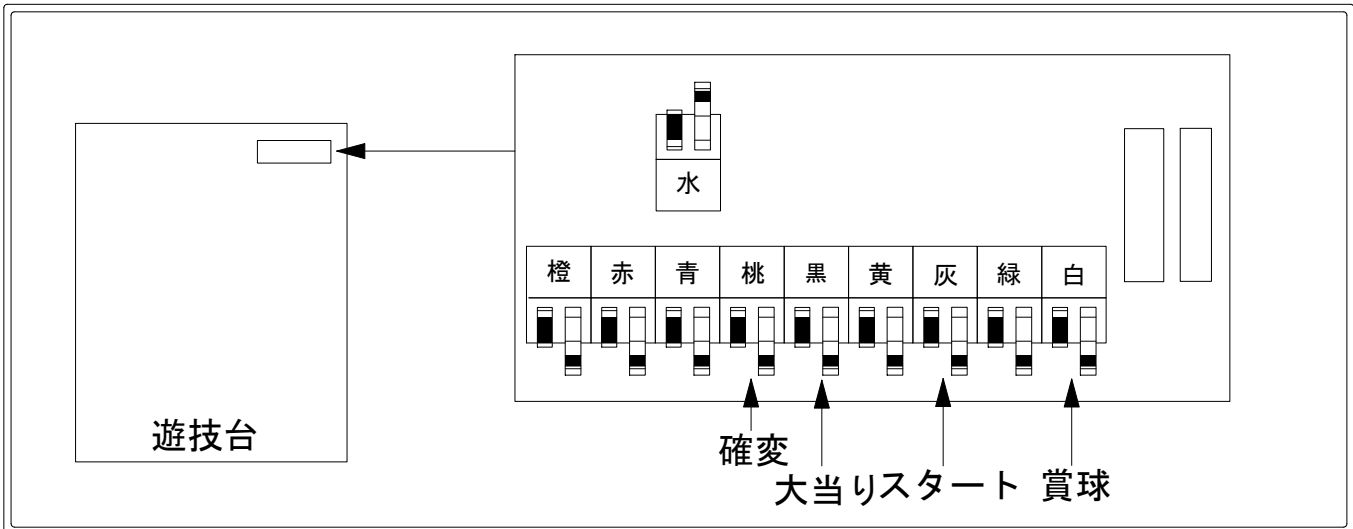 水
橙 赤 青 桃 黒 黄 灰 緑 白
遊技台
確変
大当り
スタート
賞球